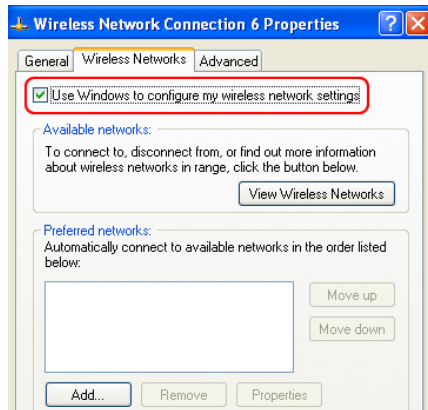 Wireless Network Connection 6 Properties
General
Wireless Networks
Advanced
Use Windows to configure my wireless network settings
Available networks:
To connect to, disconnect from, or find out more information
about wireless networks in range, click the button below.
View Wireless Networks
Preferred networks:
Automatically connect to available networks in the order listed
below:
Move up
Move down
Add...
Remove
Properties